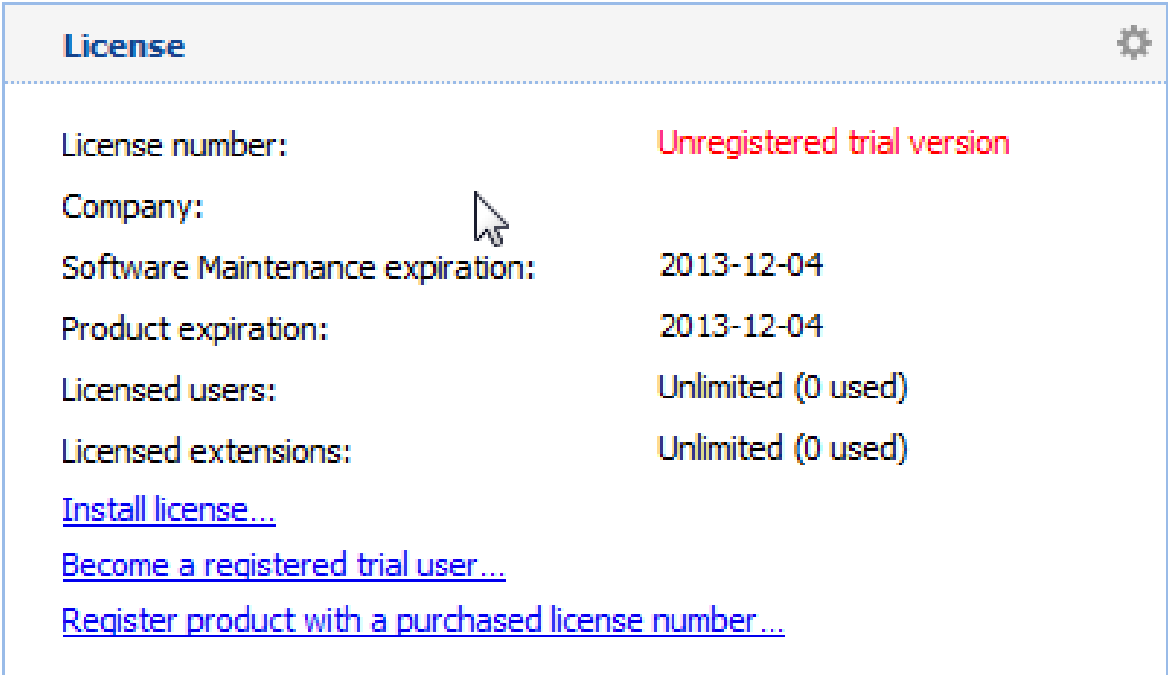 License
License number: Unregistered trial version
Company:
Software Maintenance expiration: 2013-12-04
Product expiration: 2013-12-04
Licensed users: Unlimited (0 used)
Licensed extensions: Unlimited (0 used)
Install license...
Become a registered trial user...
Register product with a purchased license number...